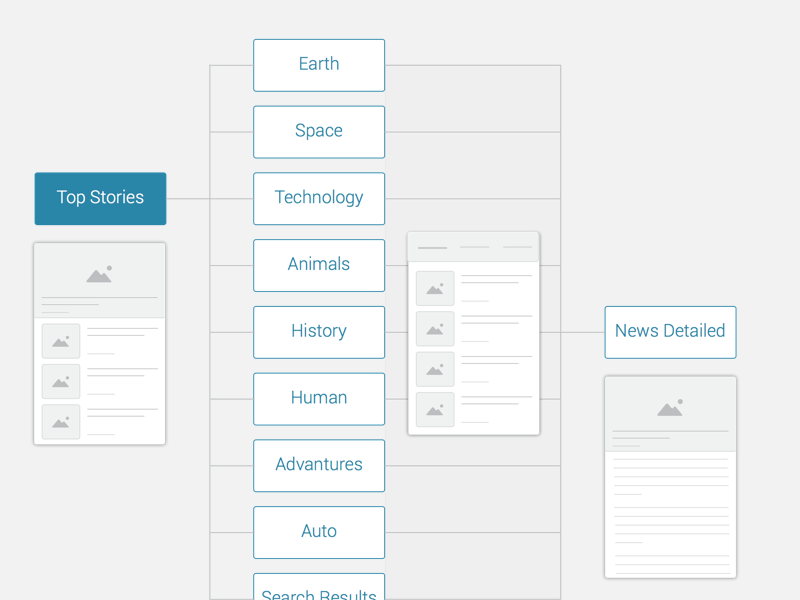 Earth
Space
Top Stories
Technology
Animals
History
News Detailed
Human
Advantures
Auto
Search Results